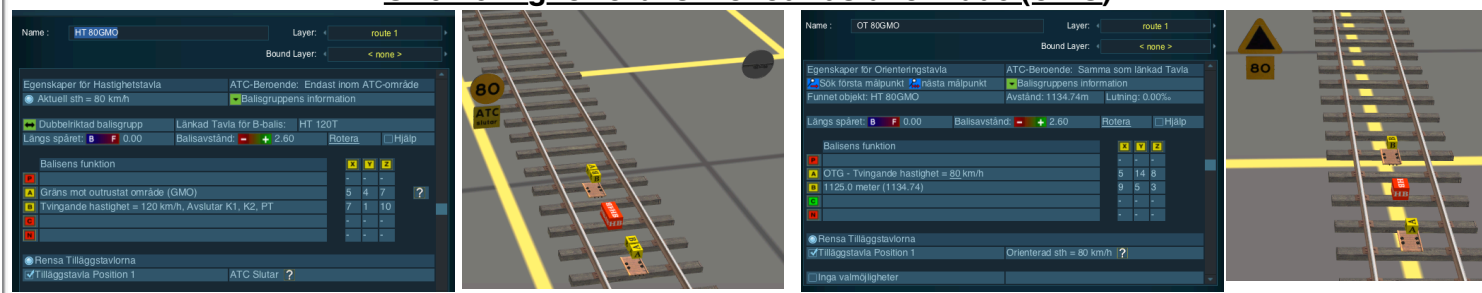 Name : HT 80GMO Layer: route 1
Bound Layer: < none >
Egenskaper för Hastighetstavla ATC-Beroende: Endast inom ATC-område
Aktuell sth = 80 km/h Balisgruppens information
Dubbelriktad balisgrupp Länkad Tavla för B-balis: HT 120T
Längs spåret: B F 0.00 Balisavstånd: - + 2.60 Rotera Hjälp
Balisens funktion X Y Z
P - - -
A Gräns mot outrustat område (GMO) 5 4 7 ?
B Tvingande hastighet = 120 km/h, Avslutar K1, K2, PT 7 1 10
C - - -
N - - -
Rensa Tilläggstavlorna
Tilläggstavla Position 1 ATC Slutar ?
80
ATC
slutar
Name : OT 80GMO Layer: route 1
Bound Layer: < none >
Egenskaper för Orienteringstavla ATC-Beroende: Samma som länkad Tavla
Sök första målpunkt nästa målpunkt Balisgruppens information
Funnet objekt: HT 80GMO Avstånd: 1134.74m Lutning: 0.00‰
Längs spåret: B F 0.00 Balisavstånd: - + 2.60 Rotera Hjälp
Balisens funktion X Y Z
P - - -
A OTG - Tvingande hastighet = 80 km/h 5 14 8
B 1125.0 meter (1134.74) 9 5 3
C - - -
N - - -
Rensa Tilläggstavlorna
Tilläggstavla Position 1 Orienterad sth = 80 km/h ?
Inga valmöjligheter
80